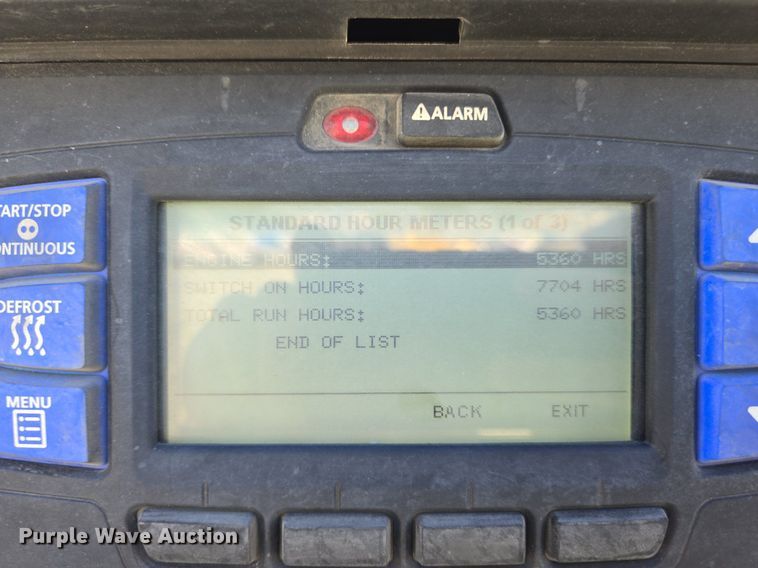 ALARM
START/STOP
CONTINUOUS
DEFROST
MENU
STANDARD HOUR METERS (1 of 3)
ENGINE HOURS: 5360 HRS
SWITCH ON HOURS: 7704 HRS
TOTAL RUN HOURS: 5360 HRS
END OF LIST
BACK EXIT
Purple Wave Auction